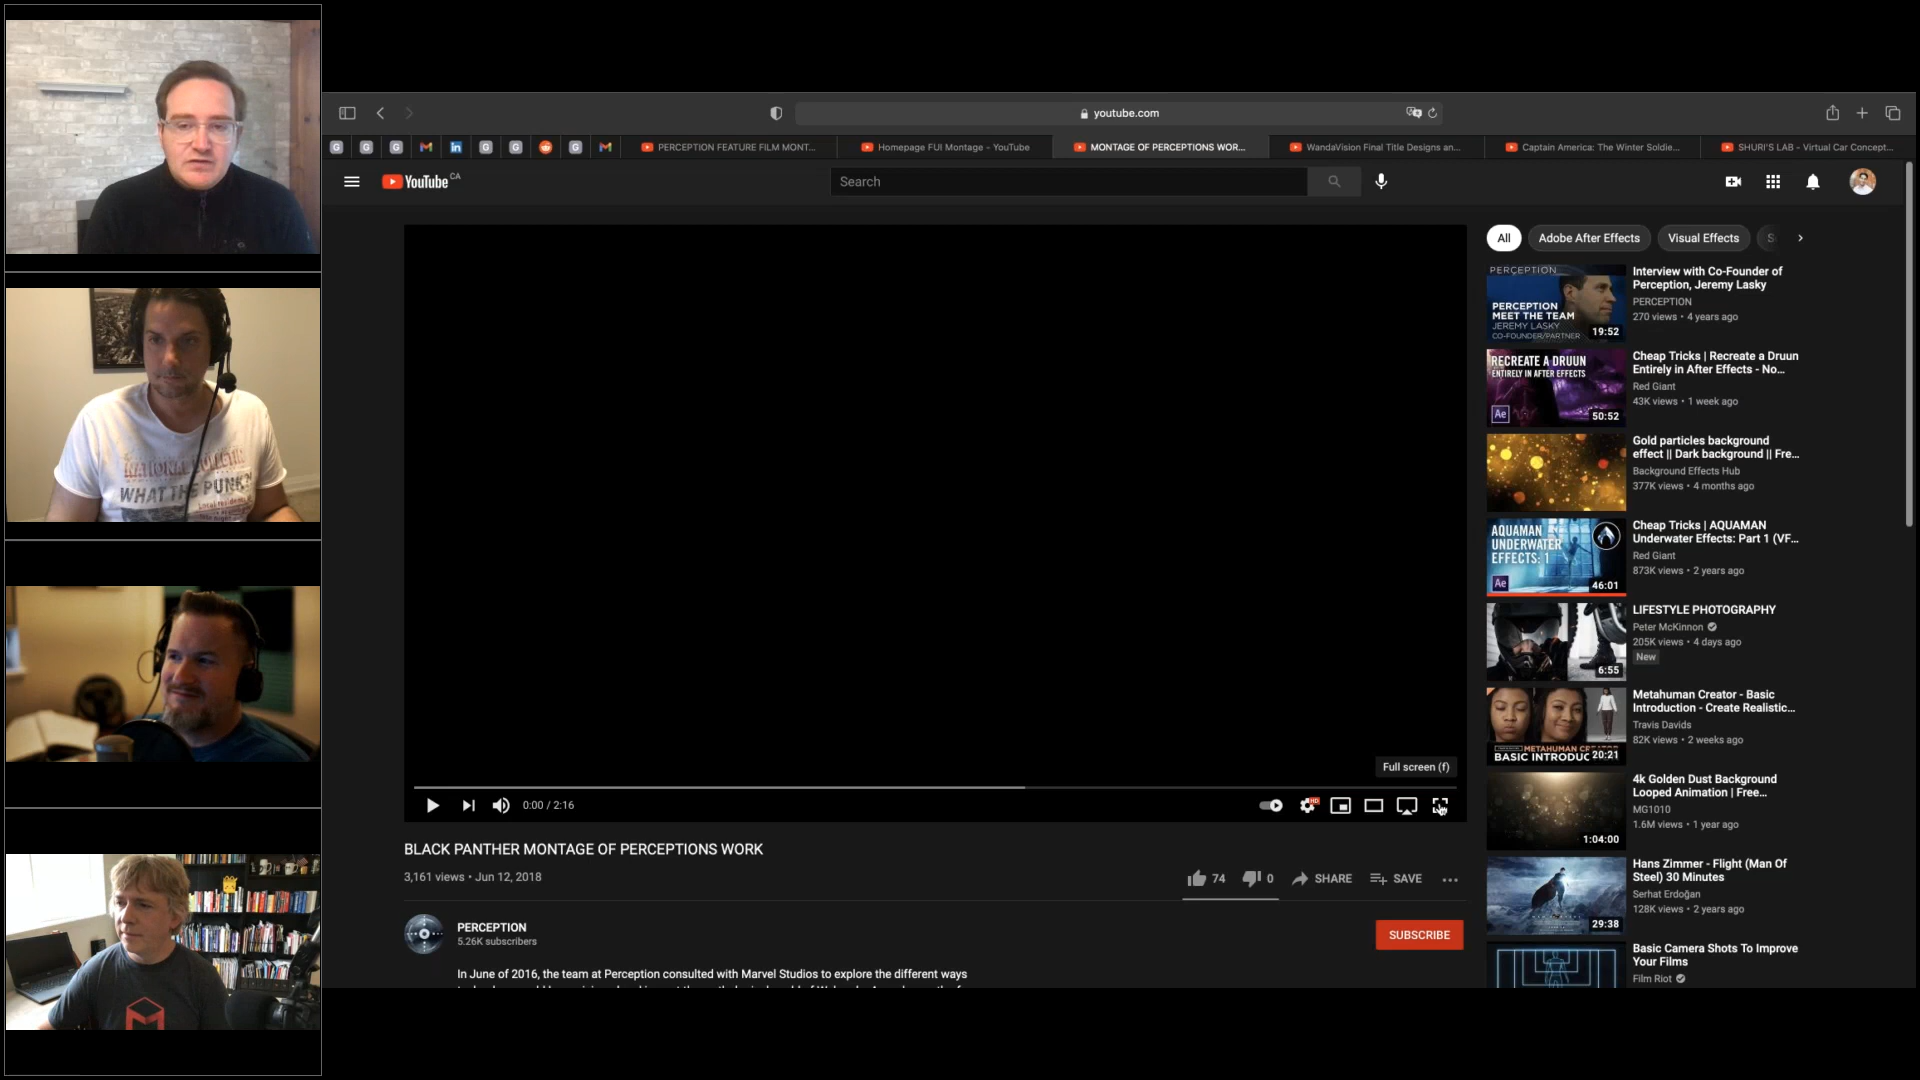 youtube.com
G
G
G
in
G
G
G
PERCEPTION FEATURE FILM MONT...
Homepage FUI Montage - YouTube
MONTAGE OF PERCEPTIONS WOR...
WandaVision Final Title Designs an...
Captain America: The Winter Soldie...
SHURI'S LAB - Virtual Car Concept...
YouTube CA
Search
All
Adobe After Effects
Visual Effects
PERCEPTION
PERCEPTION
MEET THE TEAM
JEREMY LASKY
CO-FOUNDER/PARTNER
19:52
Interview with Co-Founder of
Perception, Jeremy Lasky
PERCEPTION
270 views • 4 years ago
RECREATE A DRUUN
ENTIRELY IN AFTER EFFECTS
Ae
50:52
Cheap Tricks | Recreate a Druun
Entirely in After Effects - No...
Red Giant
43K views • 1 week ago
Gold particles background
effect || Dark background || Fre...
Background Effects Hub
377K views • 4 months ago
AQUAMAN
UNDERWATER
EFFECTS: 1
Ae
46:01
Cheap Tricks | AQUAMAN
Underwater Effects: Part 1 (VF...
Red Giant
873K views • 2 years ago
6:55
LIFESTYLE PHOTOGRAPHY
Peter McKinnon
205K views • 4 days ago
New
BASIC INTRODUC
20:21
Metahuman Creator - Basic
Introduction - Create Realistic...
Travis Davids
82K views • 2 weeks ago
1:04:00
4k Golden Dust Background
Looped Animation | Free...
MG1010
1.6M views • 1 year ago
29:38
Hans Zimmer - Flight (Man Of
Steel) 30 Minutes
Serhat Erdoğan
128K views • 2 years ago
Basic Camera Shots To Improve
Your Films
Film Riot
Full screen (f)
0:00 / 2:16
HD
BLACK PANTHER MONTAGE OF PERCEPTIONS WORK
3,161 views • Jun 12, 2018
74
0
SHARE
SAVE
PERCEPTION
5.26K subscribers
SUBSCRIBE
In June of 2016, the team at Perception consulted with Marvel Studios to explore the different ways
NATIONAL
WHAT THE PUNK?